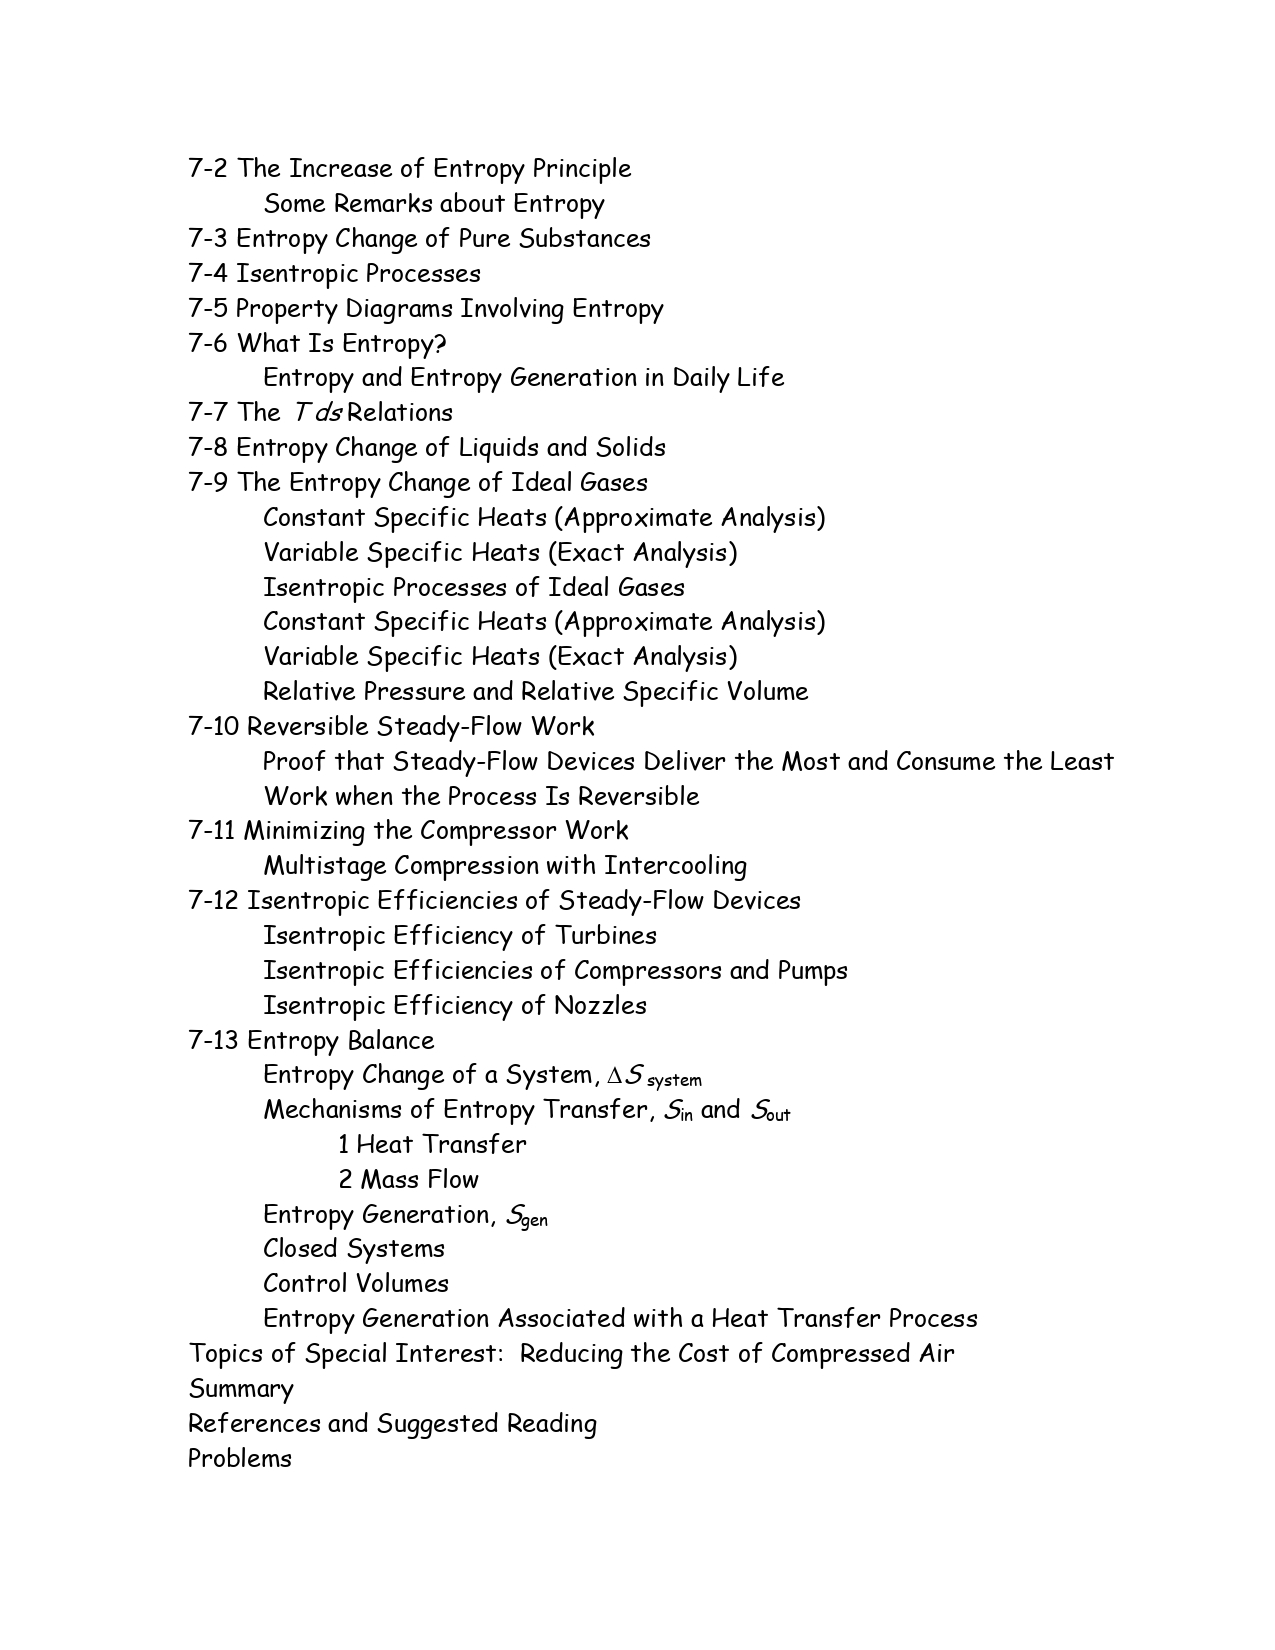 7-2 The Increase of Entropy Principle
Some Remarks about Entropy
7-3 Entropy Change of Pure Substances
7-4 Isentropic Processes
7-5 Property Diagrams Involving Entropy
7-6 What Is Entropy?
Entropy and Entropy Generation in Daily Life
7-7 The T ds Relations
7-8 Entropy Change of Liquids and Solids
7-9 The Entropy Change of Ideal Gases
Constant Specific Heats (Approximate Analysis)
Variable Specific Heats (Exact Analysis)
Isentropic Processes of Ideal Gases
Constant Specific Heats (Approximate Analysis)
Variable Specific Heats (Exact Analysis)
Relative Pressure and Relative Specific Volume
7-10 Reversible Steady-Flow Work
Proof that Steady-Flow Devices Deliver the Most and Consume the Least
Work when the Process Is Reversible
7-11 Minimizing the Compressor Work
Multistage Compression with Intercooling
7-12 Isentropic Efficiencies of Steady-Flow Devices
Isentropic Efficiency of Turbines
Isentropic Efficiencies of Compressors and Pumps
Isentropic Efficiency of Nozzles
7-13 Entropy Balance
Entropy Change of a System, ΔS system
Mechanisms of Entropy Transfer, Sin and Sout
1 Heat Transfer
2 Mass Flow
Entropy Generation, Sgen
Closed Systems
Control Volumes
Entropy Generation Associated with a Heat Transfer Process
Topics of Special Interest:  Reducing the Cost of Compressed Air
Summary
References and Suggested Reading
Problems